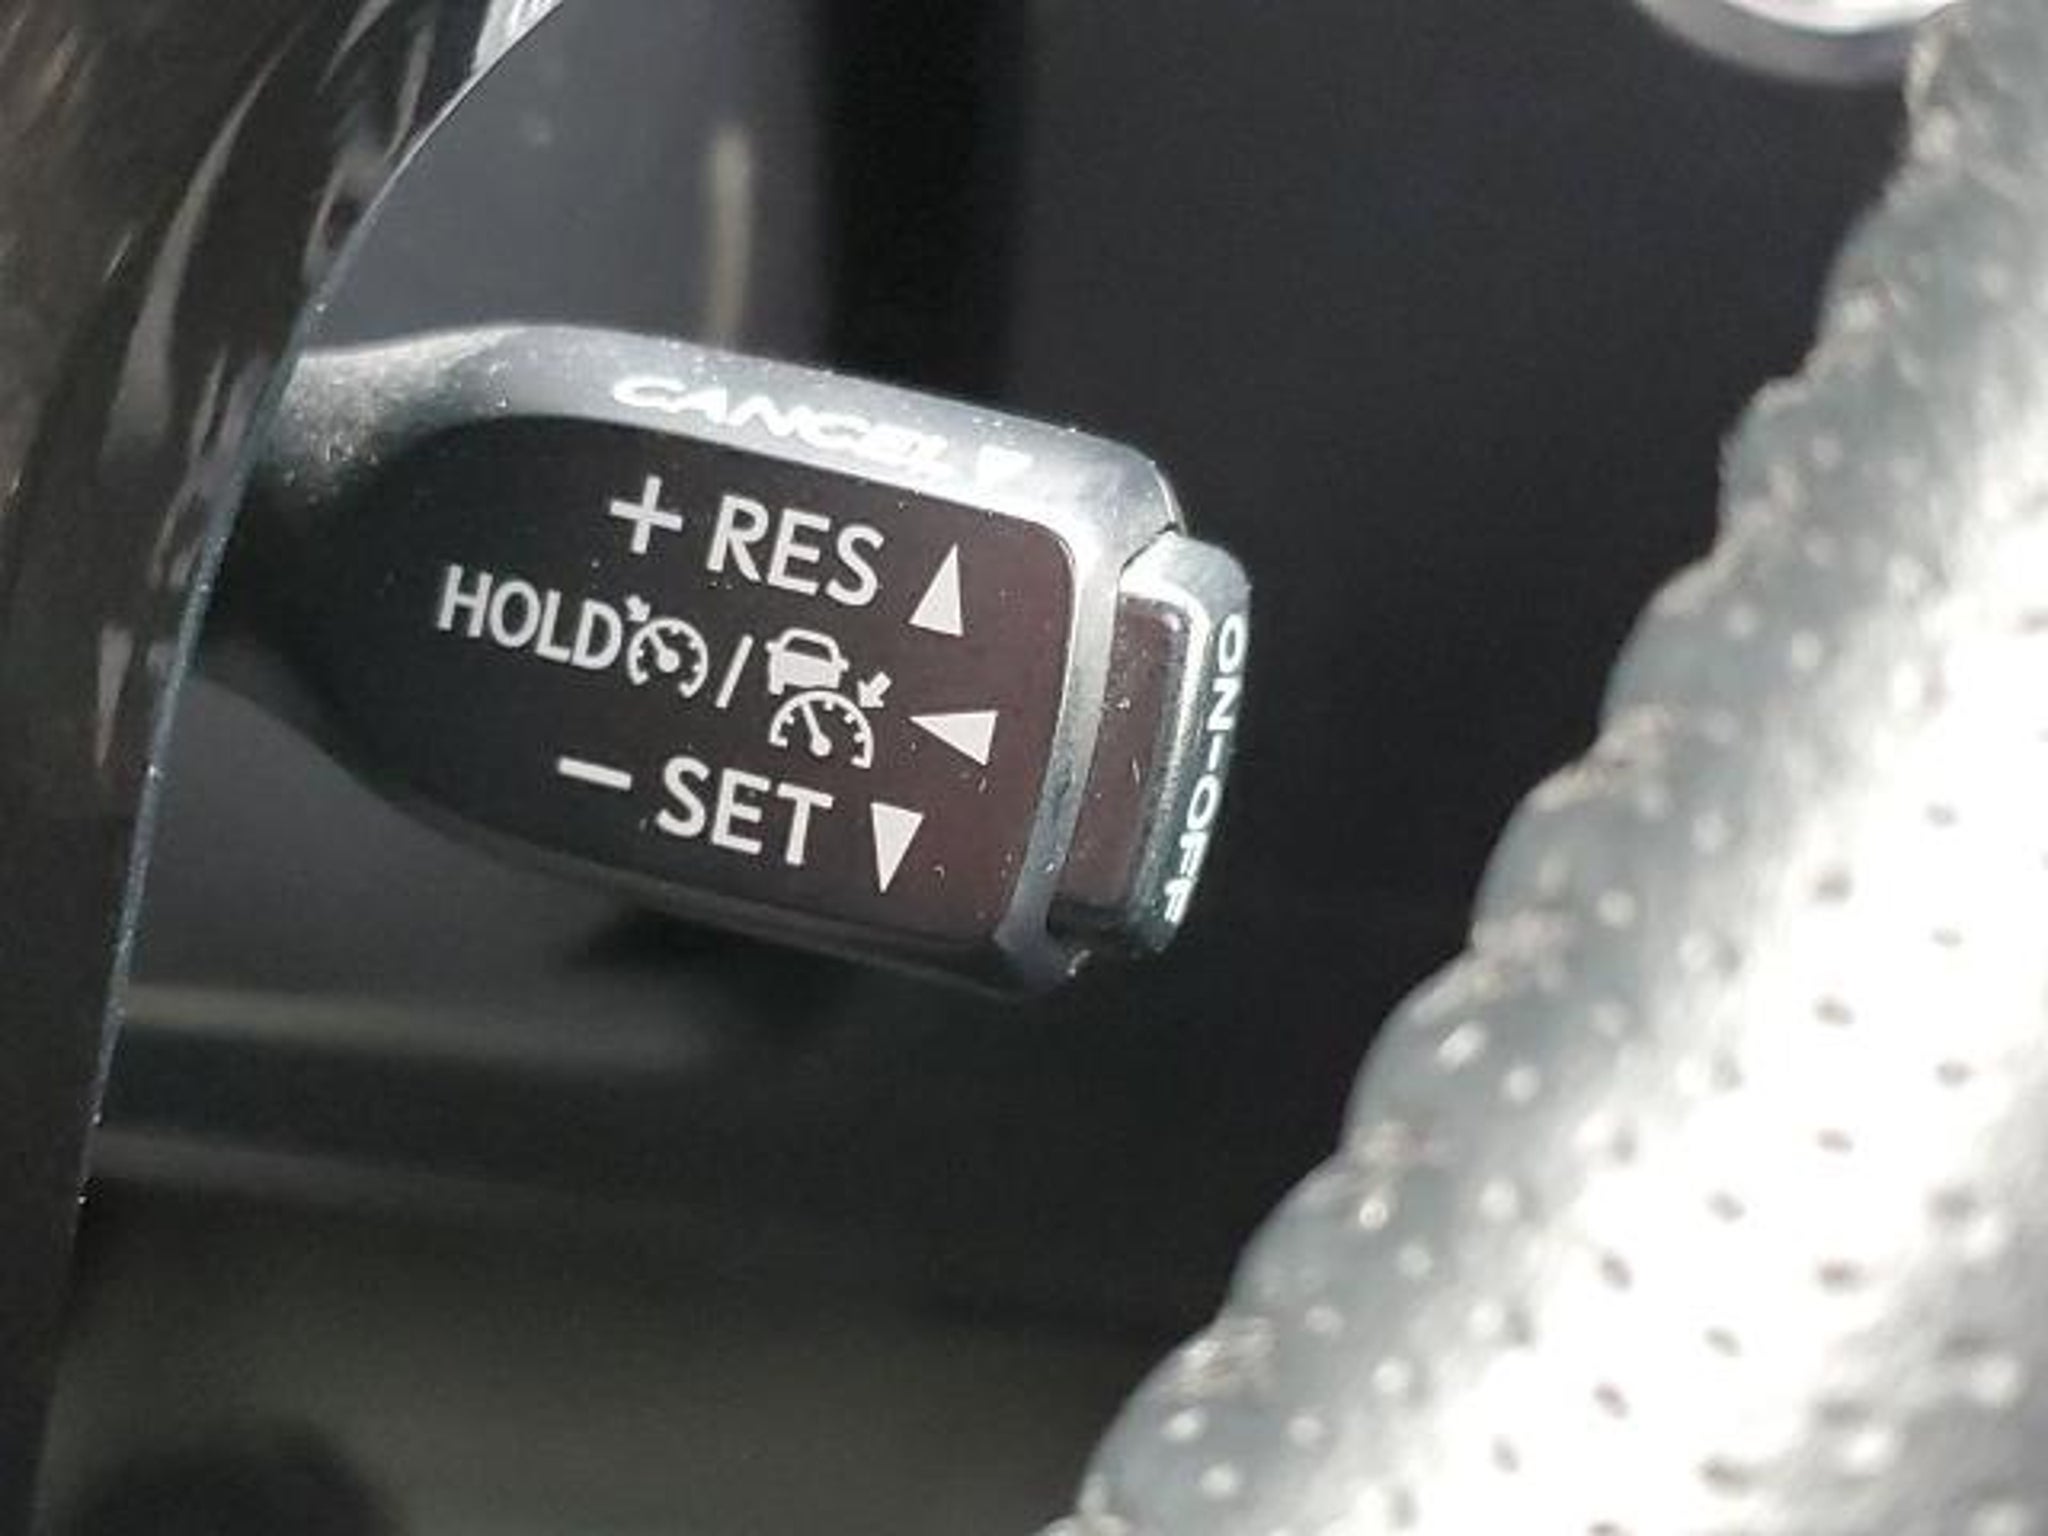 CANCEL
+ RES
HOLD /
− SET
ON-OFF